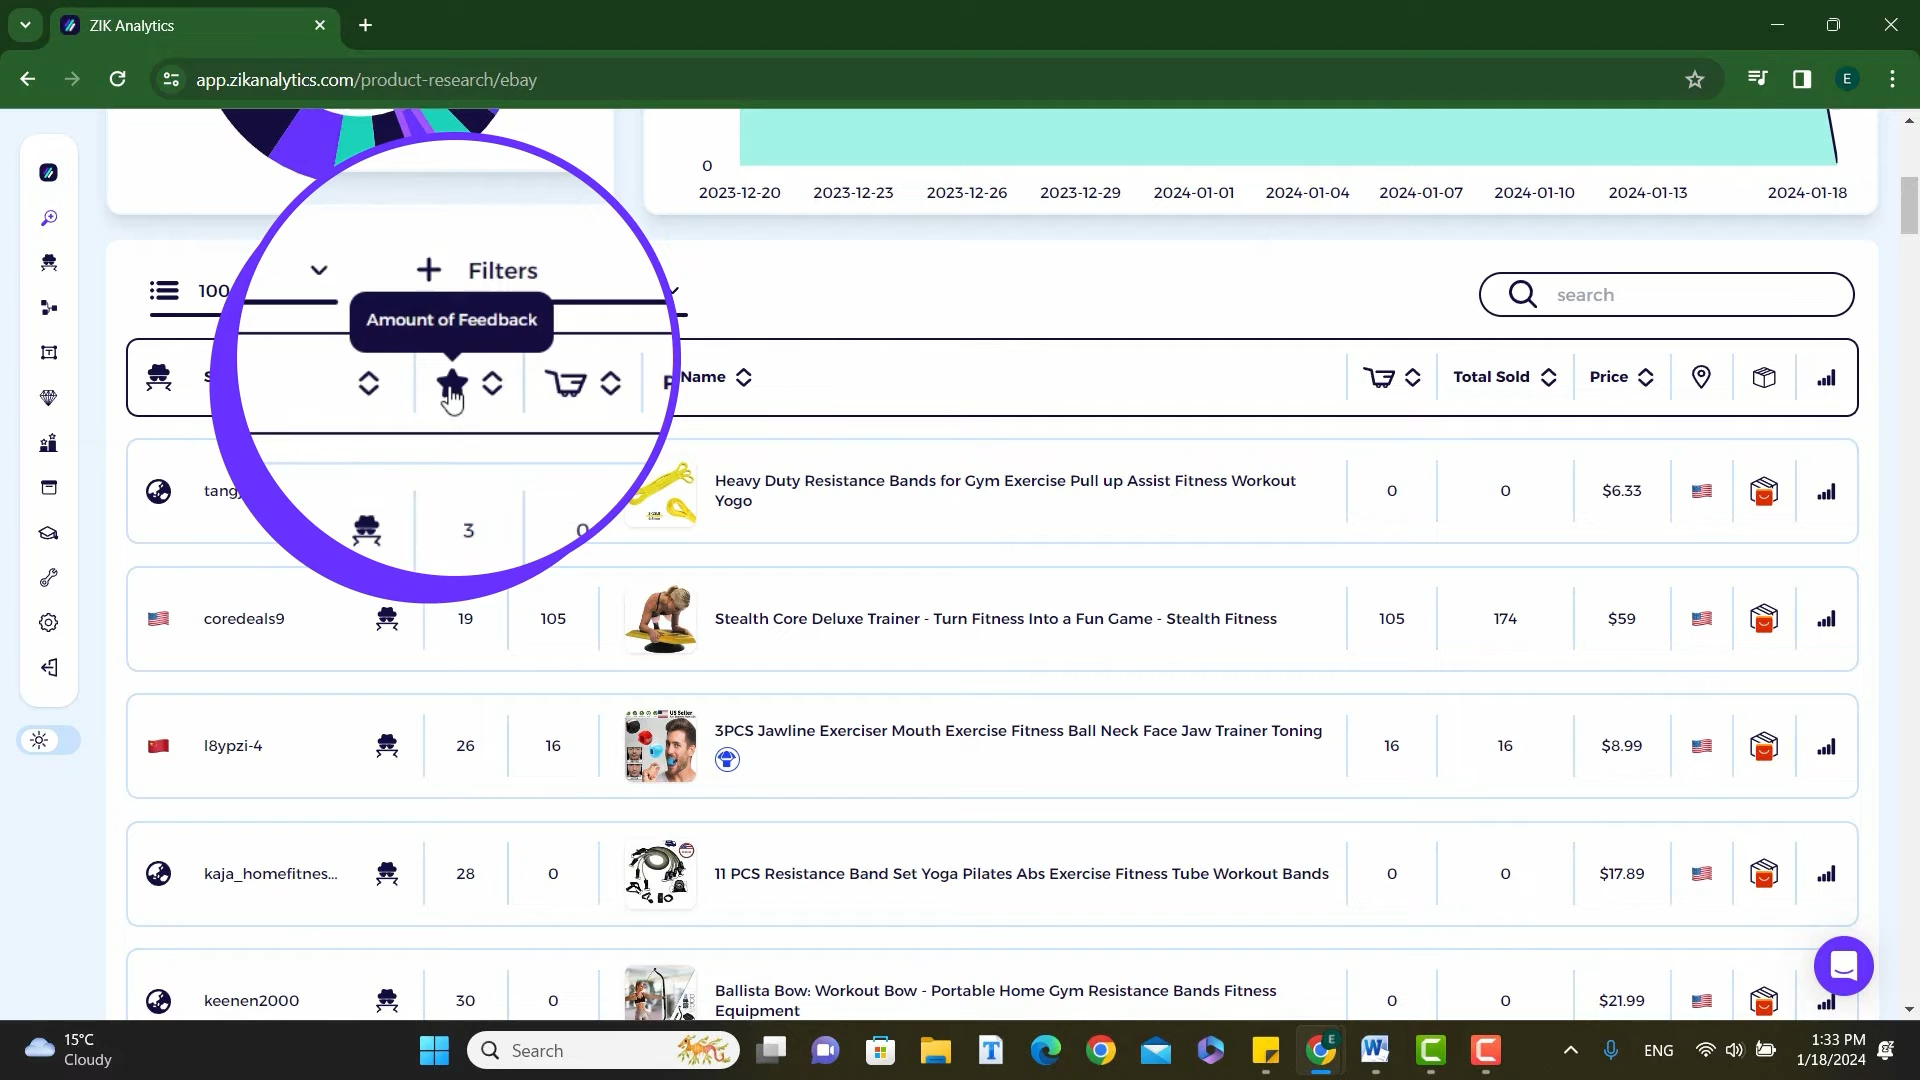 ZIK Analytics
app.zikanalytics.com/product-research/ebay
E
0
2023-12-20 2023-12-23 2023-12-26 2023-12-29 2024-01-01 2024-01-04 2024-01-07 2024-01-10 2024-01-13 2024-01-18
100
Filters
search
Amount of Feedback
Name Total Sold Price
3 0
Heavy Duty Resistance Bands for Gym Exercise Pull up Assist Fitness Workout
Yogo
0 0 $6.33
coredeals9 19 105 Stealth Core Deluxe Trainer - Turn Fitness Into a Fun Game - Stealth Fitness 105 174 $59
l8ypzi-4 26 16 3PCS Jawline Exerciser Mouth Exercise Fitness Ball Neck Face Jaw Trainer Toning 16 16 $8.99
kaja_homefitnes... 28 0 11 PCS Resistance Band Set Yoga Pilates Abs Exercise Fitness Tube Workout Bands 0 0 $17.89
keenen2000 30 0 Ballista Bow: Workout Bow - Portable Home Gym Resistance Bands Fitness
Equipment
0 0 $21.99
15°C
Cloudy
Search
ENG
1:33 PM
1/18/2024